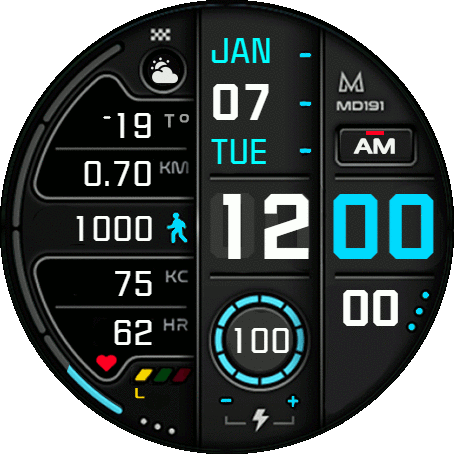 JAN -
07 -
TUE -
MD191
AM
-19 T°
0.70 KM
1000
75 KC
62 HR
L
12 00
00
100
- +